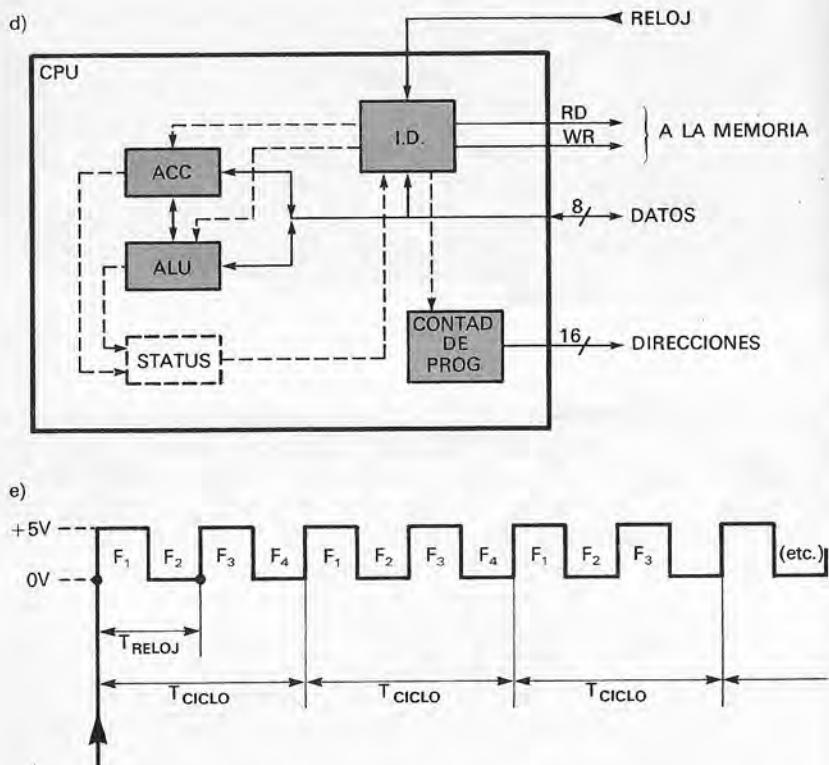 d)
RELOJ
CPU
I.D.
RD
WR
A LA MEMORIA
ACC
8
DATOS
ALU
STATUS
CONTAD
DE
PROG
16
DIRECCIONES
e)
+5V
0V
F1 F2 F3 F4 F1 F2 F3 F4 F1 F2 F3 (etc.)
TRELOJ
TCICLO TCICLO TCICLO